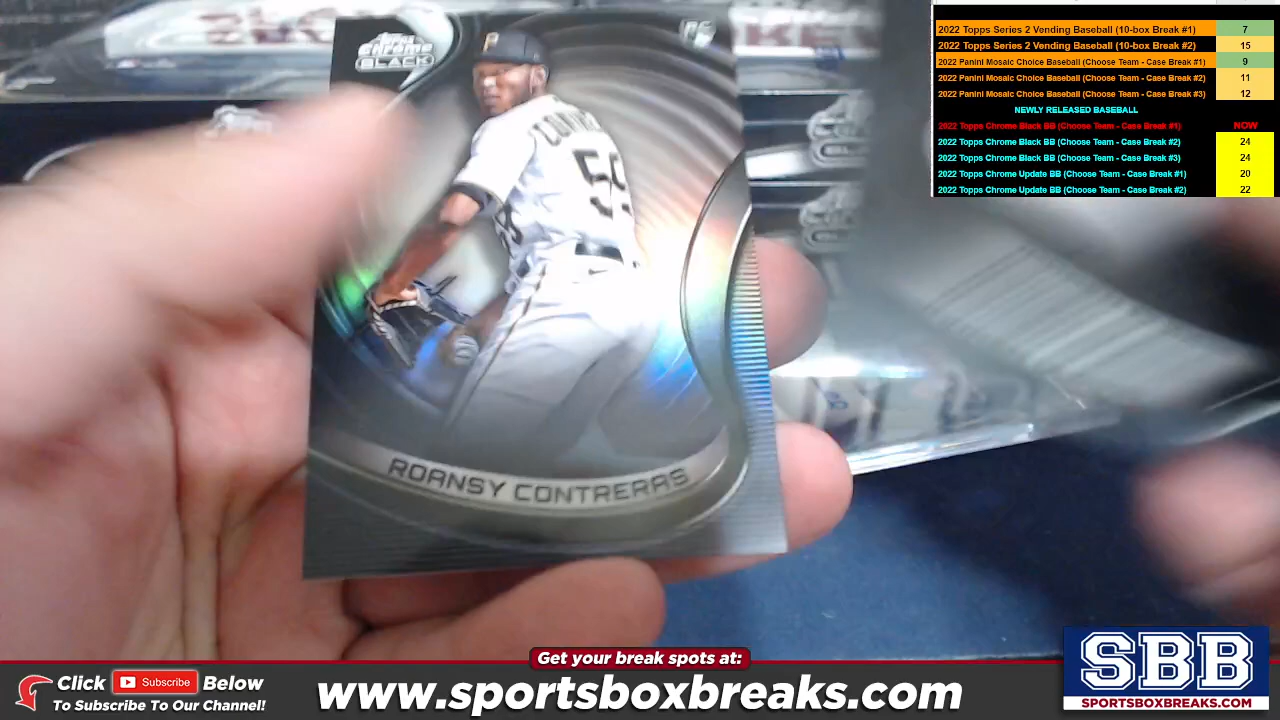 Topps Chrome
BLACK
RC
P
59
ROANSY CONTRERAS
2022 Topps Series 2 Vending Baseball (10-box Break #1) 7
2022 Topps Series 2 Vending Baseball (10-box Break #2) 15
2022 Panini Mosaic Choice Baseball (Choose Team - Case Break #1) 9
2022 Panini Mosaic Choice Baseball (Choose Team - Case Break #2) 11
2022 Panini Mosaic Choice Baseball (Choose Team - Case Break #3) 12
NEWLY RELEASED BASEBALL
2022 Topps Chrome Black BB (Choose Team - Case Break #1) NOW
2022 Topps Chrome Black BB (Choose Team - Case Break #2) 24
2022 Topps Chrome Black BB (Choose Team - Case Break #3) 24
2022 Topps Chrome Update BB (Choose Team - Case Break #1) 20
2022 Topps Chrome Update BB (Choose Team - Case Break #2) 22
Get your break spots at:
Click Subscribe Below
To Subscribe To Our Channel!
www.sportsboxbreaks.com
SBB
SPORTSBOXBREAKS.COM